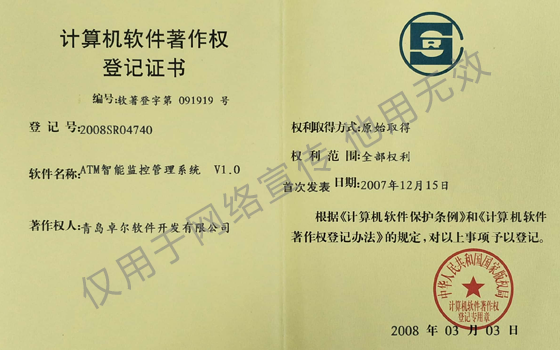 计算机软件著作权
登记证书
编号:软著登字第 091919 号
登 记 号:2008SR04740
软件名称:ATM智能监控管理系统 V1.0
著作权人:青岛卓尔软件开发有限公司
SR
权利取得方式:原始取得
权 利 范 围:全部权利
首次发表日期:2007年12月15日
根据《计算机软件保护条例》和《计算机软件
著作权登记办法》的规定,对以上事项予以登记。
中华人民共和国国家版权局
计算机软件著作权
登记专用章
2008 年 03 月 03 日
仅用于网络宣传 他用无效